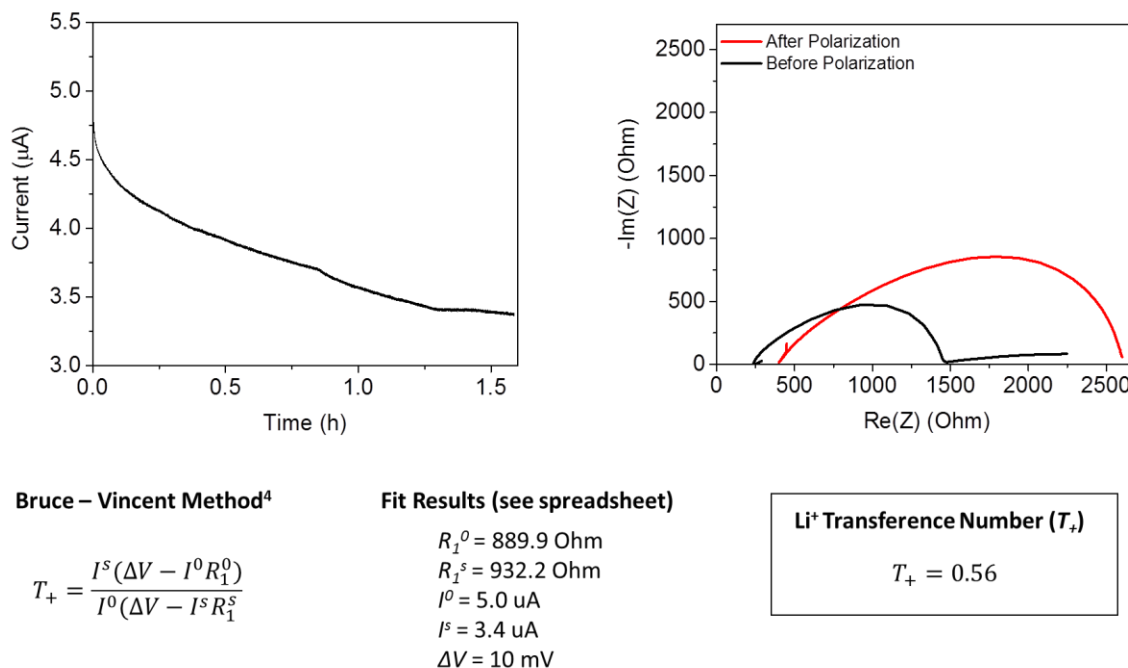 5.5
5.0
4.5
4.0
3.5
3.0
Current (μA)
0.0
0.5
1.0
1.5
Time (h)
After Polarization
Before Polarization
2500
2000
1500
1000
500
0
-Im(Z) (Ohm)
0
500
1000
1500
2000
2500
Re(Z) (Ohm)
Bruce – Vincent Method⁴
T₊ = Iˢ(ΔV − I⁰R₁⁰) / I⁰(ΔV − IˢR₁ˢ
Fit Results (see spreadsheet)
R₁⁰ = 889.9 Ohm
R₁ˢ = 932.2 Ohm
I⁰ = 5.0 uA
Iˢ = 3.4 uA
ΔV = 10 mV
Li⁺ Transference Number (T₊)
T₊ = 0.56